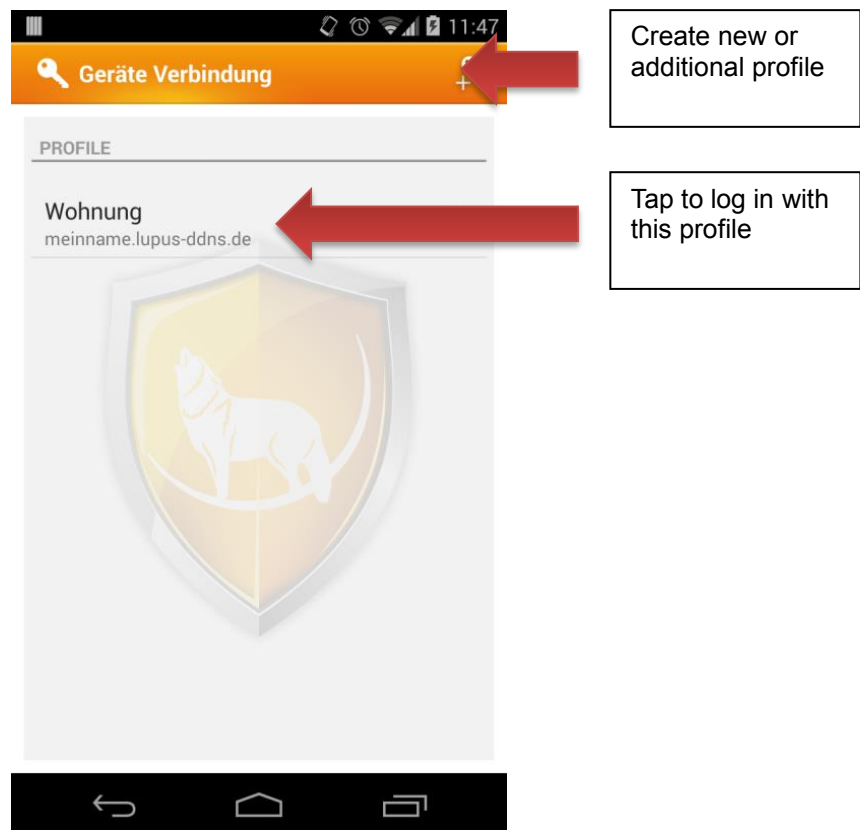 11:47
Geräte Verbindung
PROFILE
Wohnung
meinname.lupus-ddns.de
Create new or
additional profile
Tap to log in with
this profile